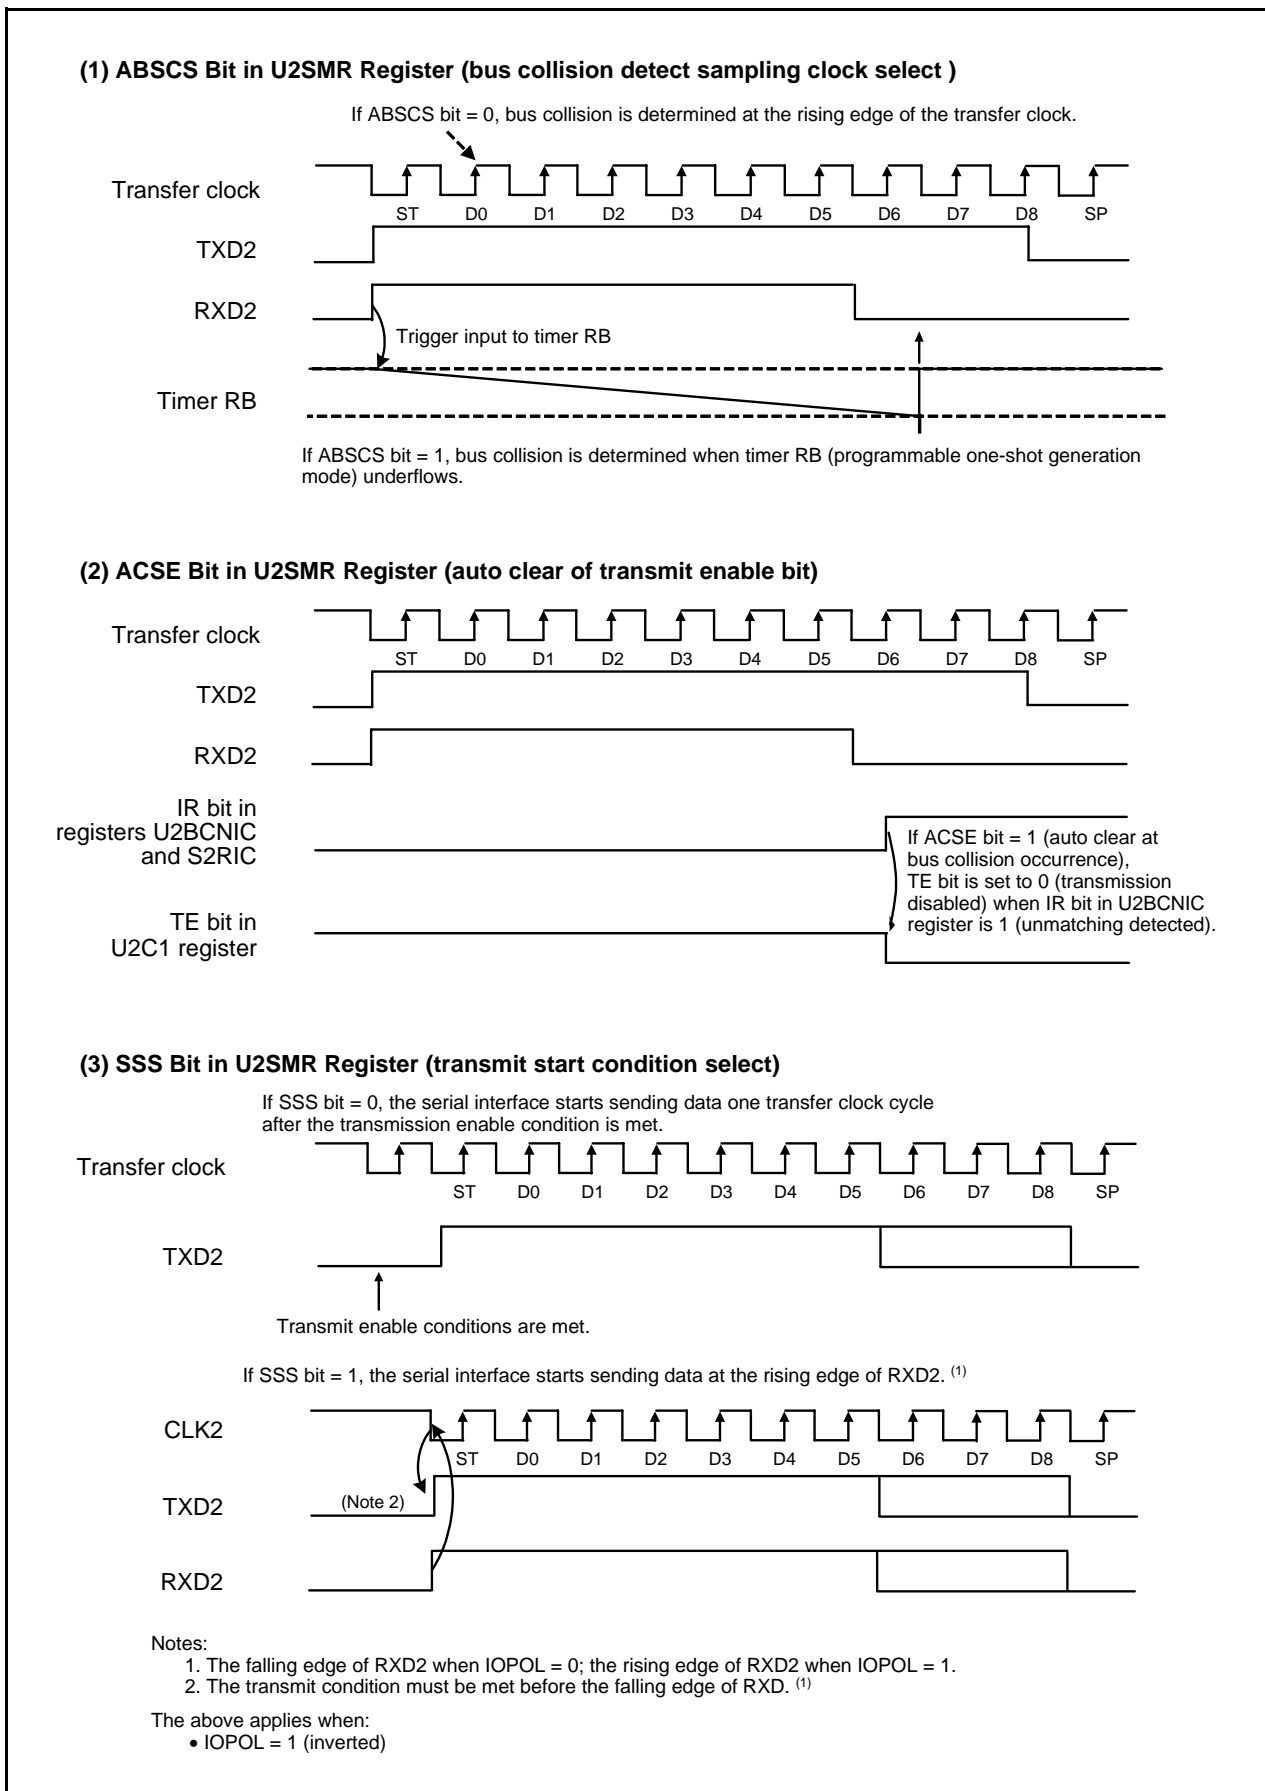 (1) ABSCS Bit in U2SMR Register (bus collision detect sampling clock select )
If ABSCS bit = 0, bus collision is determined at the rising edge of the transfer clock.
Transfer clock
ST D0 D1 D2 D3 D4 D5 D6 D7 D8 SP
TXD2
RXD2
Trigger input to timer RB
Timer RB
If ABSCS bit = 1, bus collision is determined when timer RB (programmable one-shot generation
mode) underflows.
(2) ACSE Bit in U2SMR Register (auto clear of transmit enable bit)
Transfer clock
ST D0 D1 D2 D3 D4 D5 D6 D7 D8 SP
TXD2
RXD2
IR bit in
registers U2BCNIC
and S2RIC
If ACSE bit = 1 (auto clear at
bus collision occurrence),
TE bit is set to 0 (transmission
disabled) when IR bit in U2BCNIC
register is 1 (unmatching detected).
TE bit in
U2C1 register
(3) SSS Bit in U2SMR Register (transmit start condition select)
If SSS bit = 0, the serial interface starts sending data one transfer clock cycle
after the transmission enable condition is met.
Transfer clock
ST D0 D1 D2 D3 D4 D5 D6 D7 D8 SP
TXD2
Transmit enable conditions are met.
If SSS bit = 1, the serial interface starts sending data at the rising edge of RXD2. (1)
CLK2
ST D0 D1 D2 D3 D4 D5 D6 D7 D8 SP
TXD2
(Note 2)
RXD2
Notes:
1. The falling edge of RXD2 when IOPOL = 0; the rising edge of RXD2 when IOPOL = 1.
2. The transmit condition must be met before the falling edge of RXD. (1)
The above applies when:
• IOPOL = 1 (inverted)